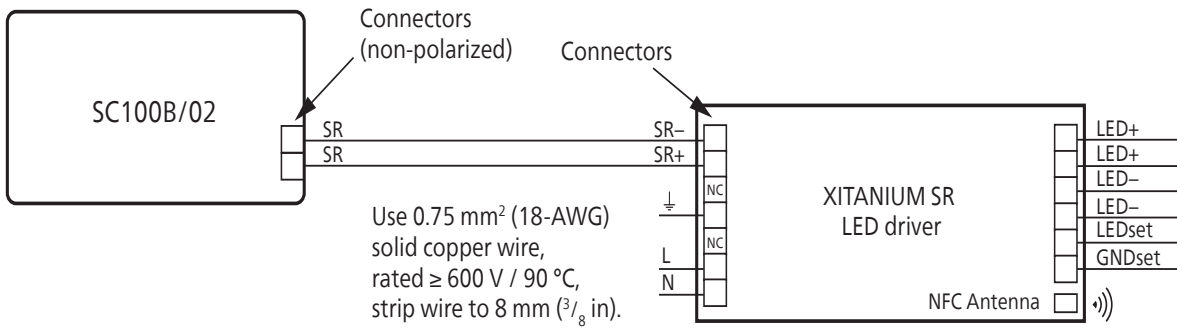 Connectors
(non-polarized)
Connectors
SC100B/02
SR
SR
SR−
SR+
NC
NC
L
N
Use 0.75 mm² (18-AWG)
solid copper wire,
rated ≥ 600 V / 90 °C,
strip wire to 8 mm (³/₈ in).
XITANIUM SR
LED driver
LED+
LED+
LED−
LED−
LEDset
GNDset
NFC Antenna